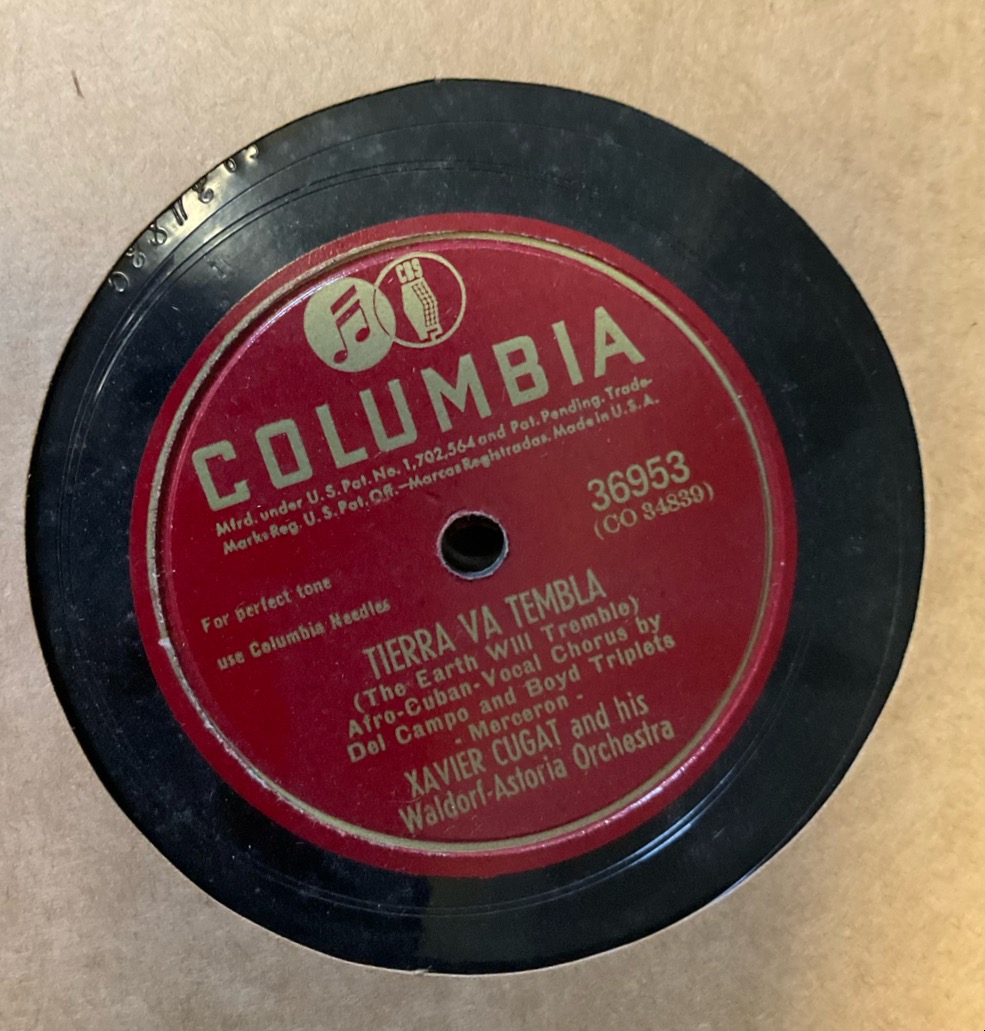 CBS
COLUMBIA
Mfrd. under U.S. Pat. No. 1,702,564 and Pat. Pending. Trade-
Marks Reg. U.S. Pat. Off.—Marcas Registradas. Made in U.S.A.
36953
(CO 34839)
For perfect tone
use Columbia Needles
TIERRA VA TEMBLA
(The Earth Will Tremble)
Afro-Cuban-Vocal Chorus by
Del Campo and Boyd Triplets
- Merceron -
XAVIER CUGAT and his
Waldorf-Astoria Orchestra